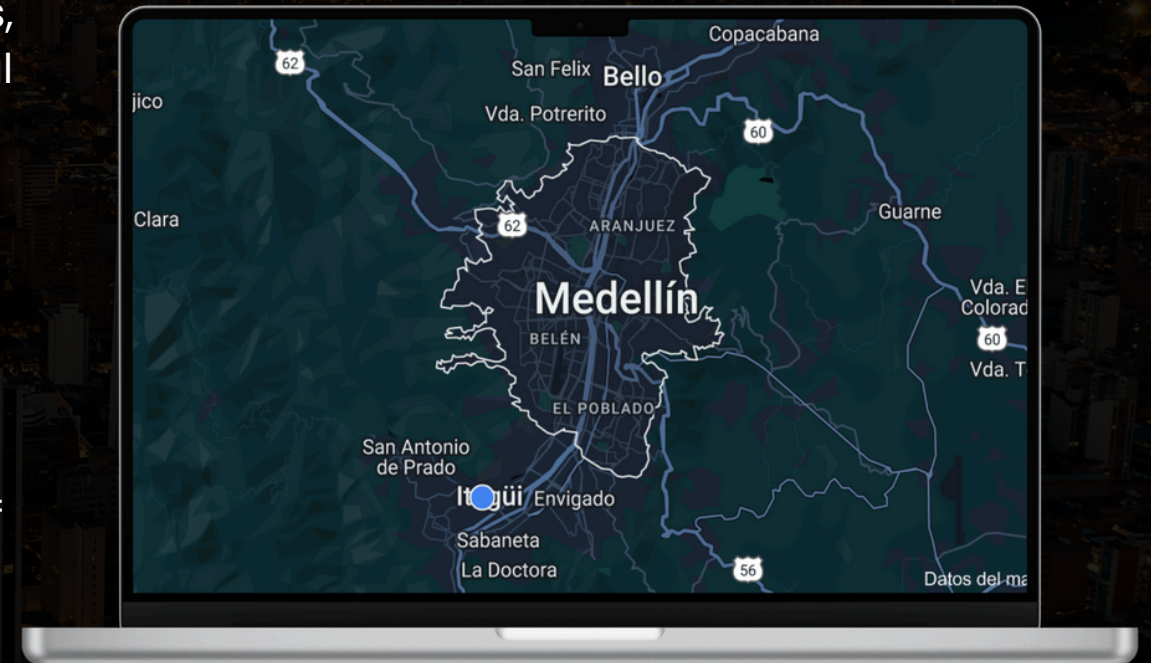 Copacabana
62
San Felix
Bello
jico
Vda. Potrerito
60
Clara
62
ARANJUEZ
Guarne
Medellín
Vda. E
Colorad
BELÉN
60
Vda. T
EL POBLADO
San Antonio
de Prado
Envigado
Sabaneta
La Doctora
56
Datos del ma